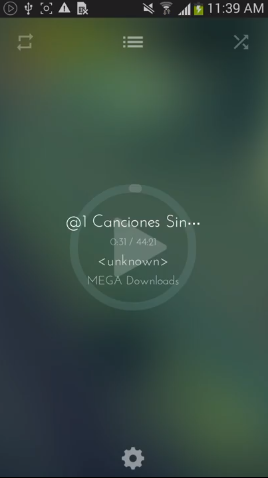 11:39 AM
@1 Canciones Sin...
0:31 / 44:21
<unknown>
MEGA Downloads